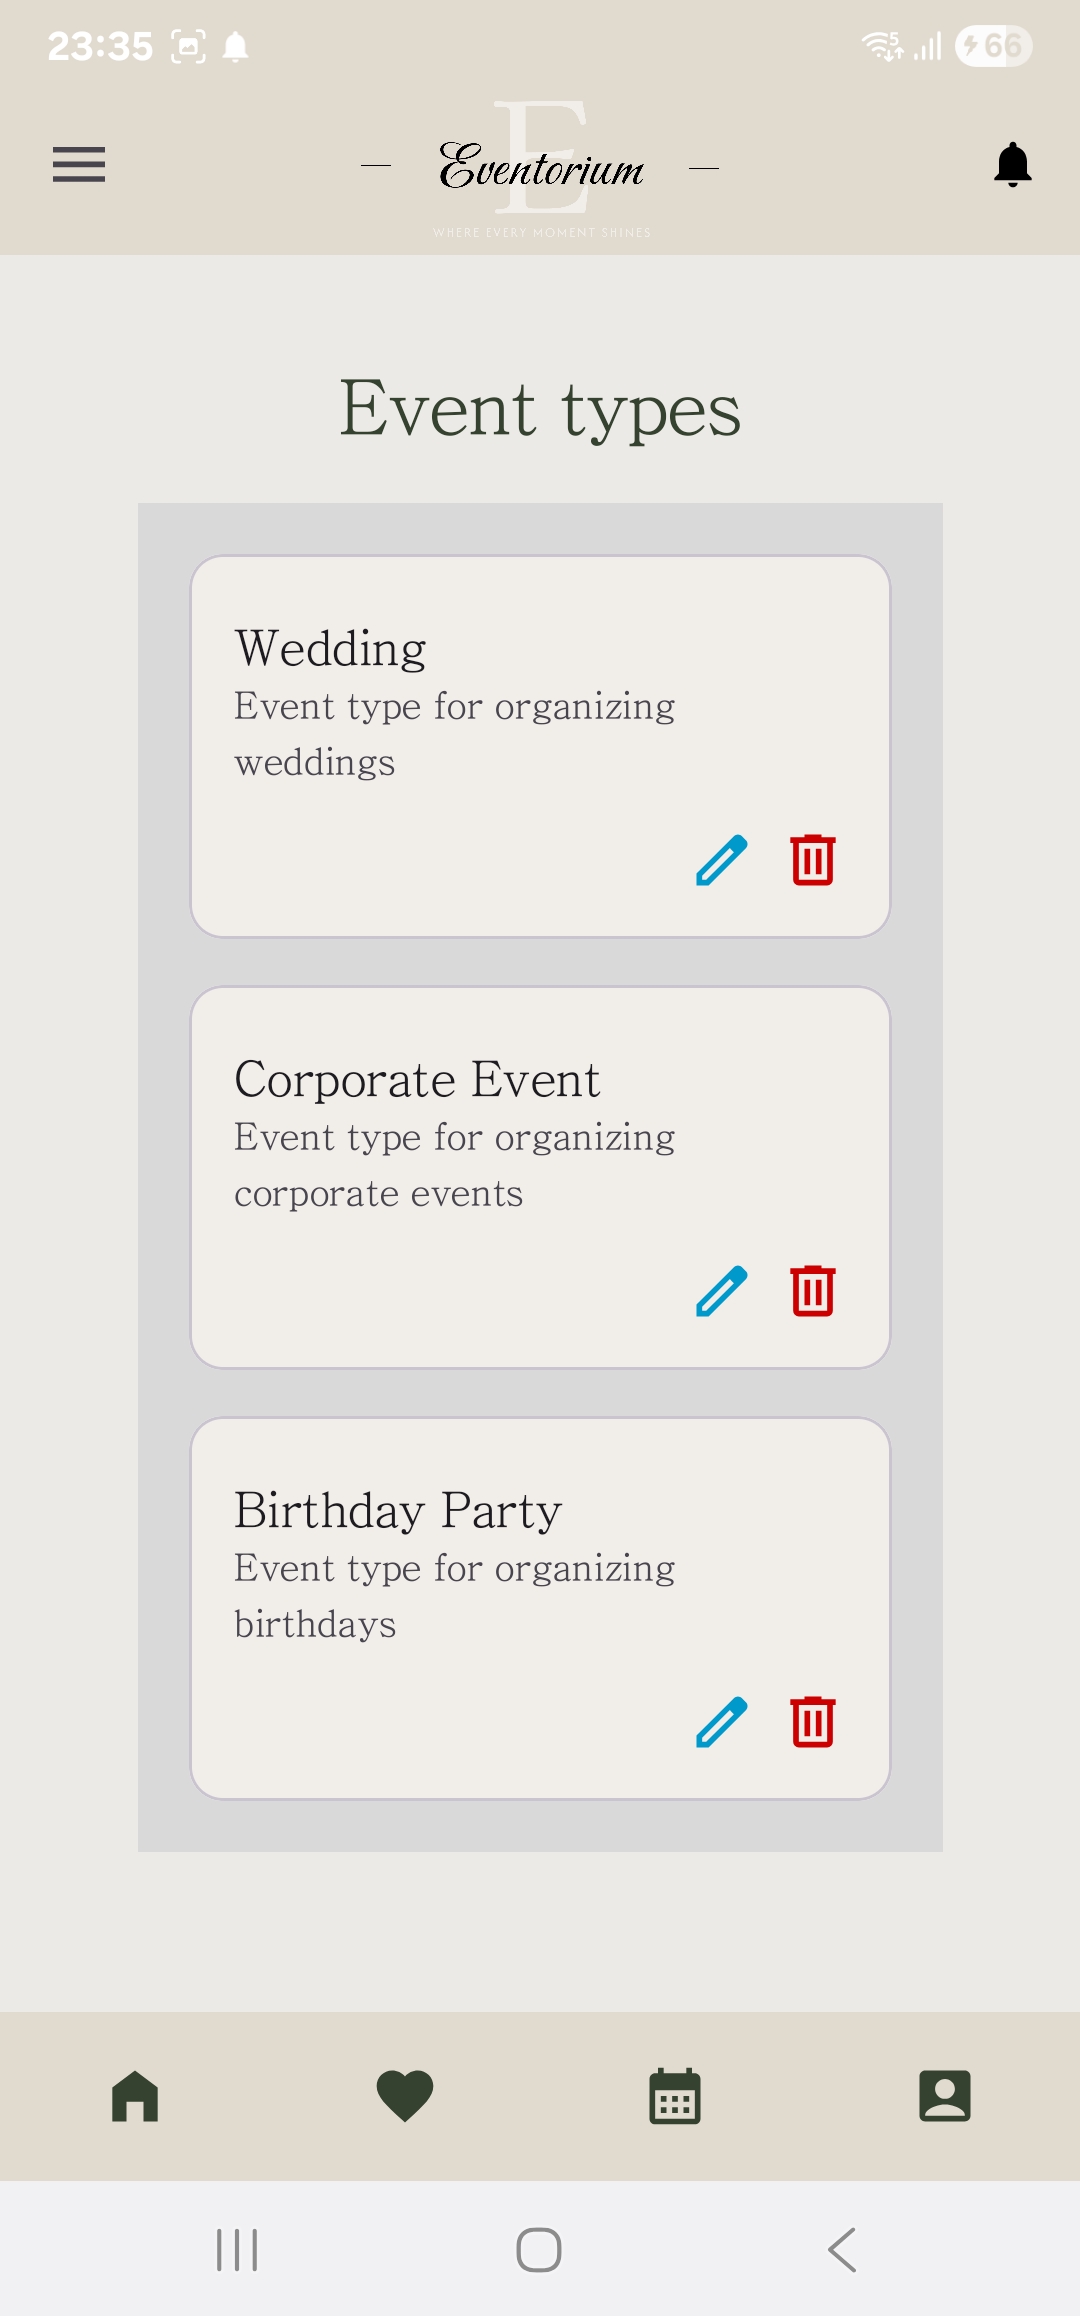 23:35
5
66
E
Eventorium
WHERE EVERY MOMENT SHINES
Event types
Wedding
Event type for organizing
weddings
Corporate Event
Event type for organizing
corporate events
Birthday Party
Event type for organizing
birthdays